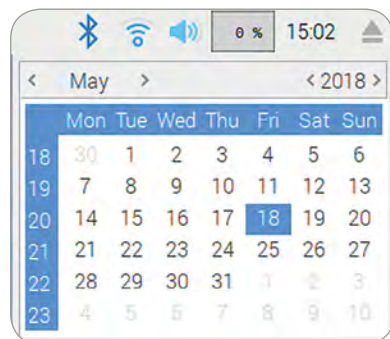 0 % 15:02
< May > < 2018 >
Mon Tue Wed Thu Fri Sat Sun
18 30 1 2 3 4 5 6
19 7 8 9 10 11 12 13
20 14 15 16 17 18 19 20
21 21 22 23 24 25 26 27
22 28 29 30 31 1 2 3
23 4 5 6 7 8 9 10